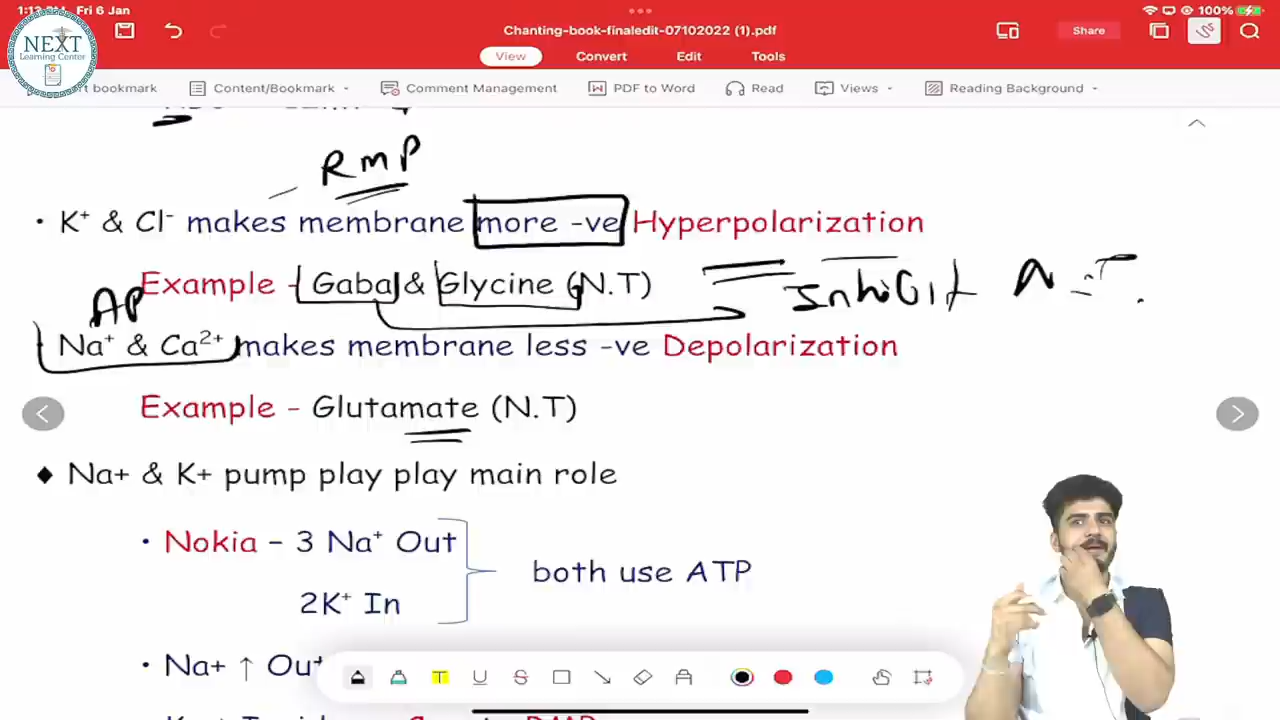 1:13 Fri 6 Jan
100%
NEXT
Learning Center
Chanting-book-finaledit-07102022 (1).pdf
Share
View Convert Edit Tools
bookmark Content/Bookmark Comment Management PDF to Word Read Views Reading Background
RMP
• K⁺ & Cl⁻ makes membrane more -ve Hyperpolarization
Example - Gaba & Glycine (N.T) Inhibit N.T.
AP
Na⁺ & Ca²⁺ makes membrane less -ve Depolarization
Example - Glutamate (N.T)
◆ Na+ & K+ pump play play main role
• Nokia - 3 Na⁺ Out
both use ATP
2K⁺ In
• Na+ ↑ Out